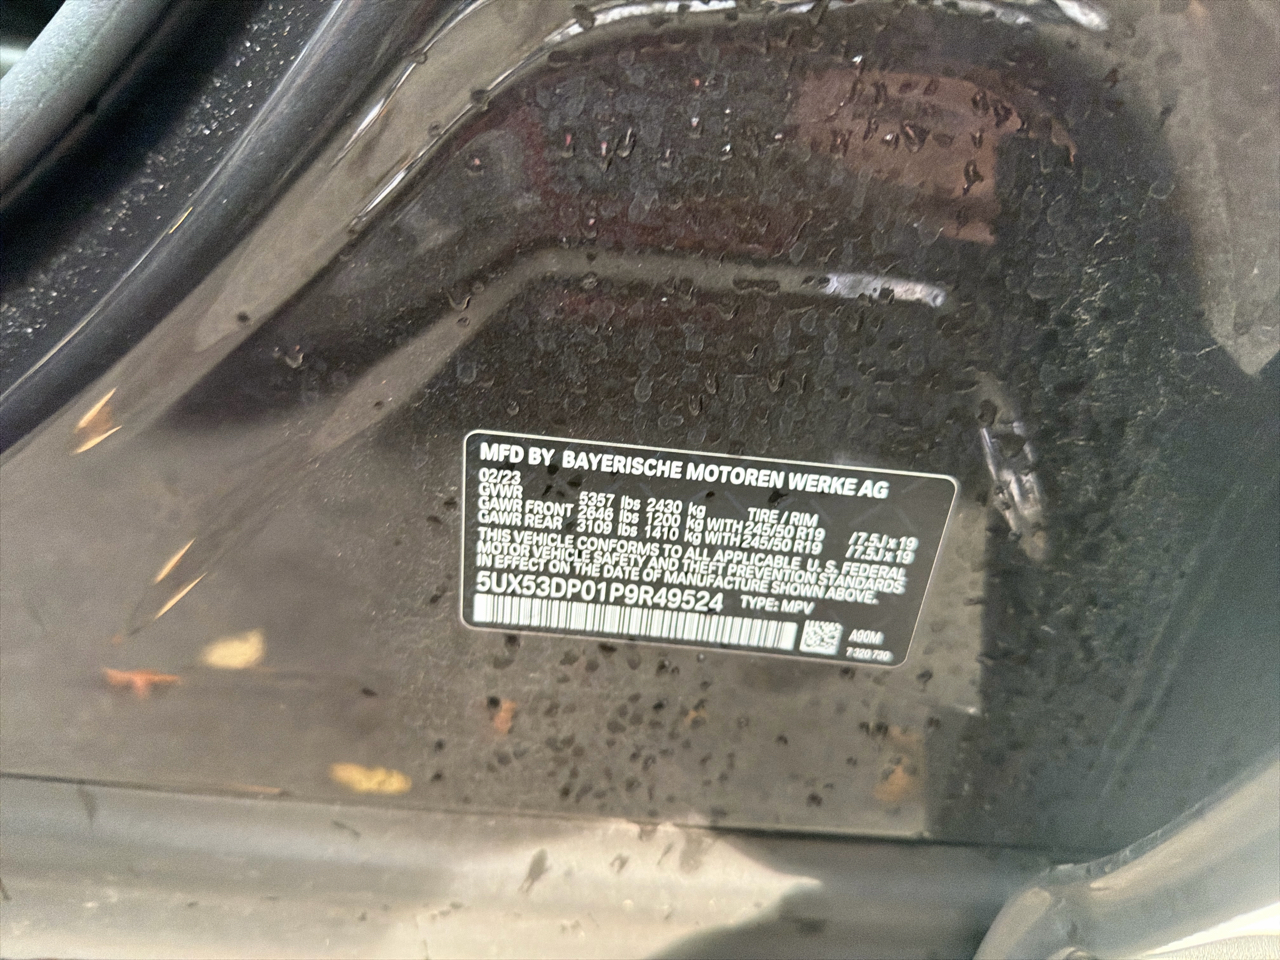 MFD BY BAYERISCHE MOTOREN WERKE AG
02/23
GVWR 5357 lbs 2430 kg TIRE / RIM
GAWR FRONT 2646 lbs 1200 kg WITH 245/50 R19 /7.5J x 19
GAWR REAR 3109 lbs 1410 kg WITH 245/50 R19 /7.5J x 19
THIS VEHICLE CONFORMS TO ALL APPLICABLE U. S. FEDERAL
MOTOR VEHICLE SAFETY AND THEFT PREVENTION STANDARDS
IN EFFECT ON THE DATE OF MANUFACTURE SHOWN ABOVE.
5UX53DP01P9R49524 TYPE: MPV
A90M
7 320 730